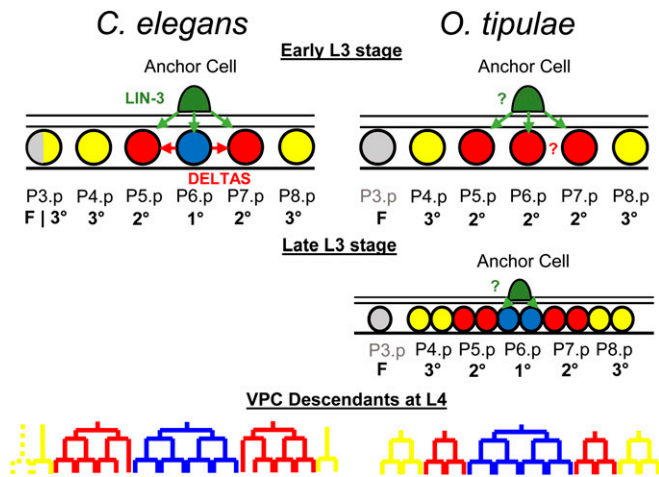 C. elegans O. tipulae
Early L3 stage
Anchor Cell Anchor Cell
LIN-3 ?
?
DELTAS
P3.p P4.p P5.p P6.p P7.p P8.p P3.p P4.p P5.p P6.p P7.p P8.p
F | 3° 3° 2° 1° 2° 3° F 3° 2° 2° 2° 3°
Late L3 stage
Anchor Cell
?
P3.p P4.p P5.p P6.p P7.p P8.p
F 3° 2° 1° 2° 3°
VPC Descendants at L4